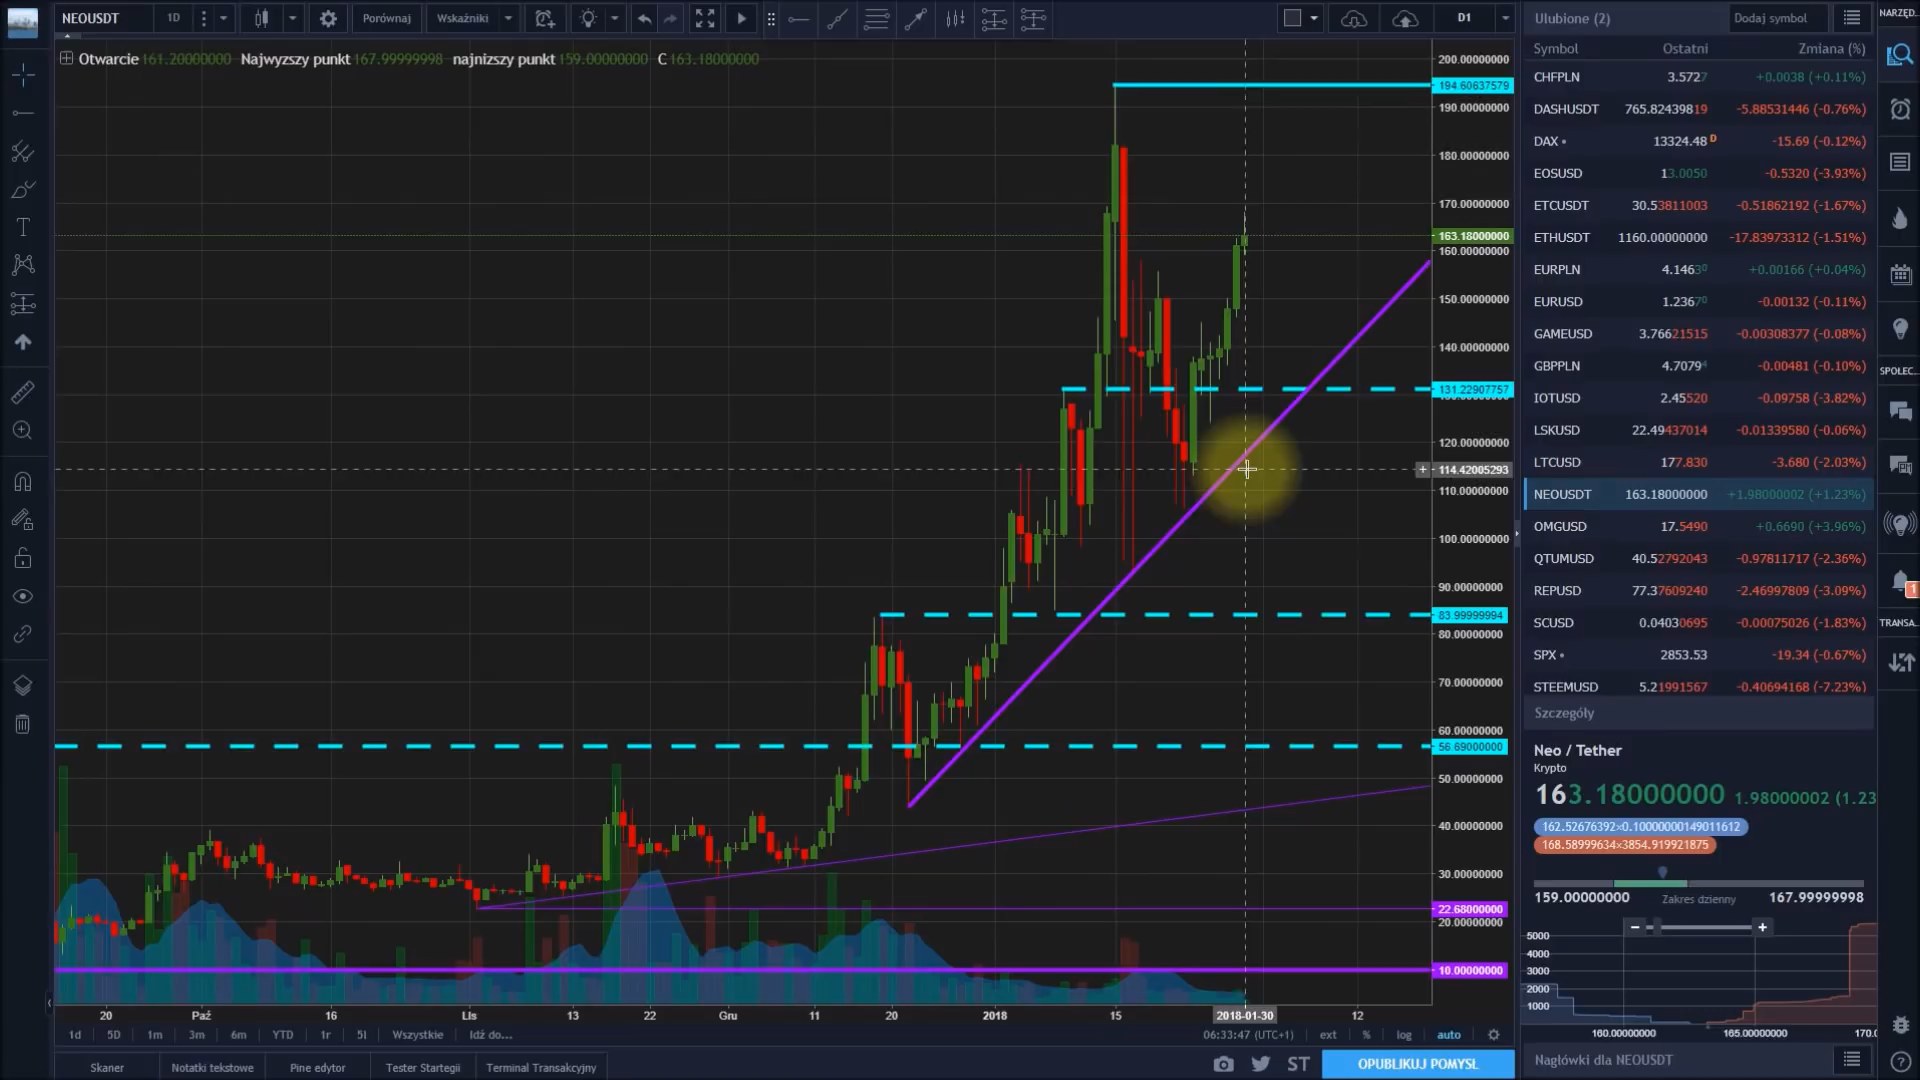 NEOUSDT 1D Porównaj Wskaźniki D1
Otwarcie 161.20000000 Najwyzszy punkt 167.99999998 najnizszy punkt 159.00000000 C 163.18000000
200.00000000
194.60637579
190.00000000
180.00000000
170.00000000
163.18000000
160.00000000
150.00000000
140.00000000
131.22907757
120.00000000
114.42005293
110.00000000
100.00000000
90.00000000
83.99999994
80.00000000
70.00000000
60.00000000
56.69000000
50.00000000
40.00000000
30.00000000
22.68000000
20.00000000
10.00000000
20 Paź 16 Lis 13 22 Gru 11 20 2018 15 2018-01-30 12
1d 5D 1m 3m 6m YTD 1r 5l Wszystkie Idź do... 06:33:47 (UTC+1) ext % log auto
Skaner Notatki tekstowe Pine edytor Tester Startegii Terminal Transakcyjny ST OPUBLIKUJ POMYSŁ
Ulubione (2) Dodaj symbol
Symbol Ostatni Zmiana (%)
CHFPLN 3.5727 +0.0038 (+0.11%)
DASHUSDT 765.82439819 -5.88531446 (-0.76%)
DAX 13324.48 D -15.69 (-0.12%)
EOSUSD 13.0050 -0.5320 (-3.93%)
ETCUSDT 30.53811003 -0.51862192 (-1.67%)
ETHUSDT 1160.00000000 -17.83973312 (-1.51%)
EURPLN 4.14630 +0.00166 (+0.04%)
EURUSD 1.23670 -0.00132 (-0.11%)
GAMEUSD 3.76621515 -0.00308377 (-0.08%)
GBPPLN 4.7079 -0.00481 (-0.10%)
IOTUSD 2.45520 -0.09758 (-3.82%)
LSKUSD 22.49437014 -0.01339580 (-0.06%)
LTCUSD 177.830 -3.680 (-2.03%)
NEOUSDT 163.18000000 +1.98000002 (+1.23%)
OMGUSD 17.5490 +0.6690 (+3.96%)
QTUMUSD 40.52792043 -0.97811717 (-2.36%)
REPUSD 77.37609240 -2.46997809 (-3.09%)
SCUSD 0.04030695 -0.00075026 (-1.83%)
SPX 2853.53 -19.34 (-0.67%)
STEEMUSD 5.21991567 -0.40694168 (-7.23%)
Szczegóły
Neo / Tether
Krypto
163.18000000 1.98000002 (1.23
162.52676392×0.10000000149011612
168.58999634×3854.919921875
159.00000000 Zakres dzienny 167.99999998
5000
4000
3000
2000
1000
160.00000000 165.00000000 170.0
Nagłówki dla NEOUSDT
NARZĘD.
SPOŁEC.
1
TRANSA..